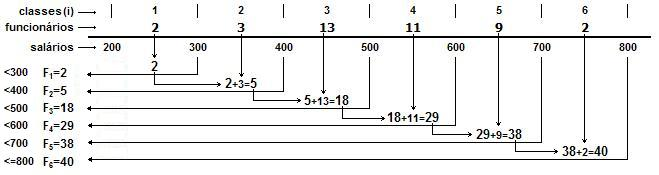 classes(i) | 1 | 2 | 3 | 4 | 5 | 6 |
funcionários 2 3 13 11 9 2
salários 200 300 400 500 600 700 800
<300 F1=2 2
<400 F2=5 2+3=5
<500 F3=18 5+13=18
<600 F4=29 18+11=29
<700 F5=38 29+9=38
<=800 F6=40 38+2=40